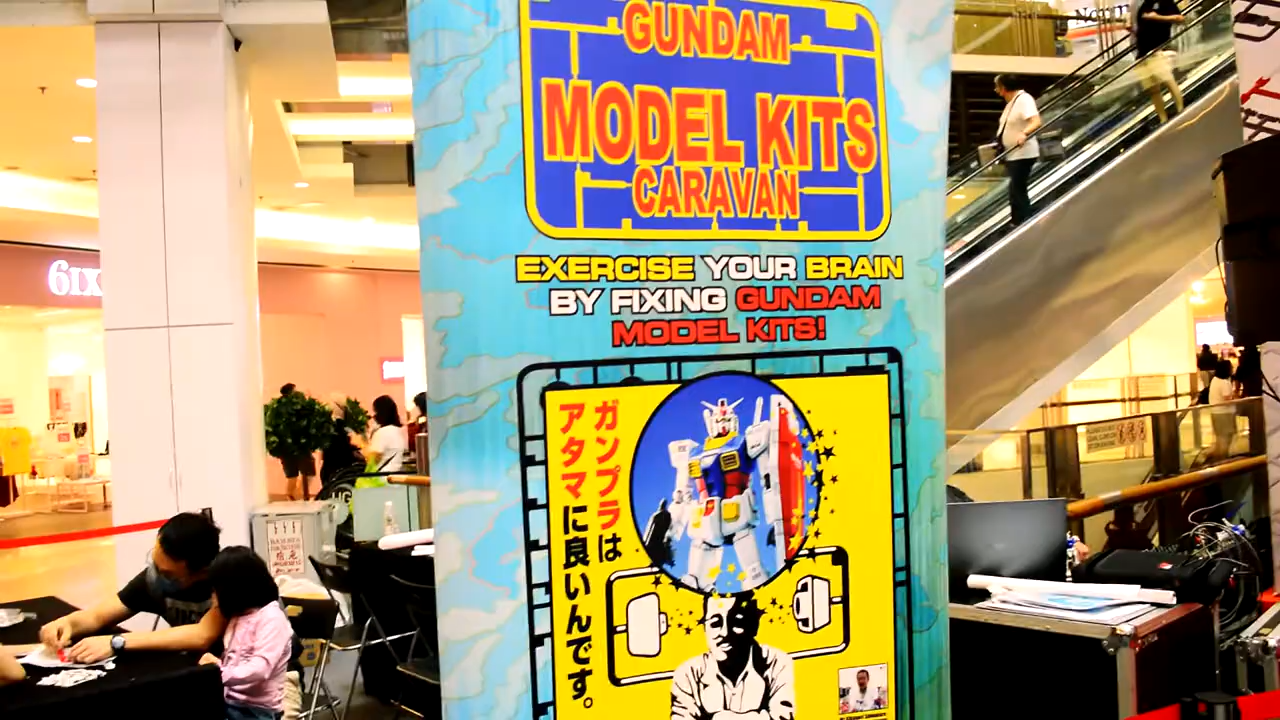 GUNDAM
MODEL KITS
CARAVAN
EXERCISE YOUR BRAIN
BY FIXING GUNDAM
MODEL KITS!
ガンプラは
アタマに良いんです。
6IX